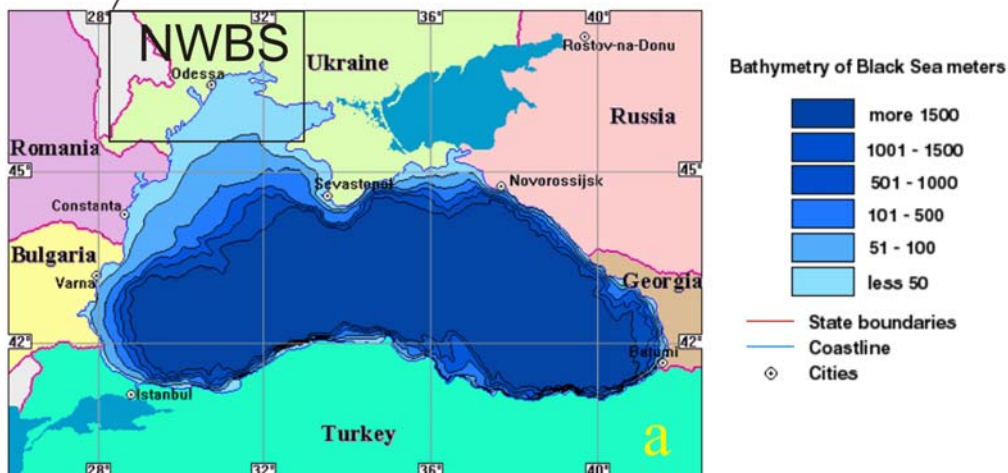 28° 32° 36° 40°
NWBS
Odessa
Ukraine
Rostov-na-Donu
Russia
Romania
45° 45°
Sevastopol
Novorossijsk
Constanta
Bulgaria
Varna
Georgia
42° 42°
Batumi
Istanbul
Turkey
a
28° 32° 36° 40°
Bathymetry of Black Sea meters
more 1500
1001 - 1500
501 - 1000
101 - 500
51 - 100
less 50
State boundaries
Coastline
Cities